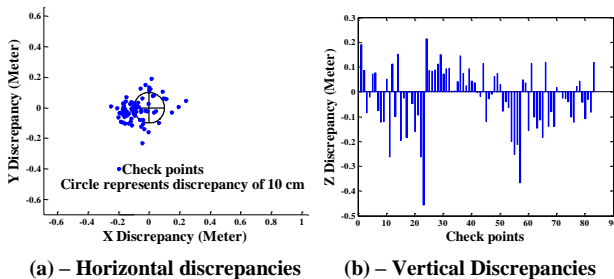 0.6
0.4
0.2
0
-0.2
-0.4
-0.6
Y Discrepancy (Meter)
Check points
Circle represents discrepancy of 10 cm
-0.6 -0.4 -0.2 0 0.2 0.4 0.6 0.8 1
X Discrepancy (Meter)
(a) – Horizontal discrepancies
0.3
0.2
0.1
0
-0.1
-0.2
-0.3
-0.4
-0.5
Z Discrepancy (Meter)
0 10 20 30 40 50 60 70 80 90
Check points
(b) – Vertical Discrepancies